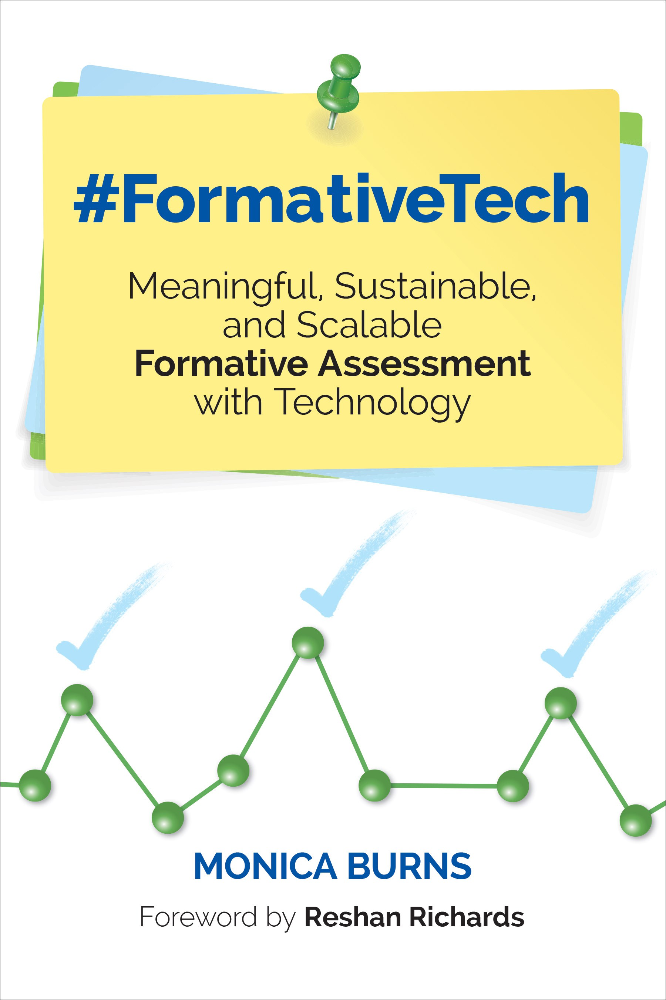 #FormativeTech
Meaningful, Sustainable,
and Scalable
Formative Assessment
with Technology
MONICA BURNS
Foreword by Reshan Richards